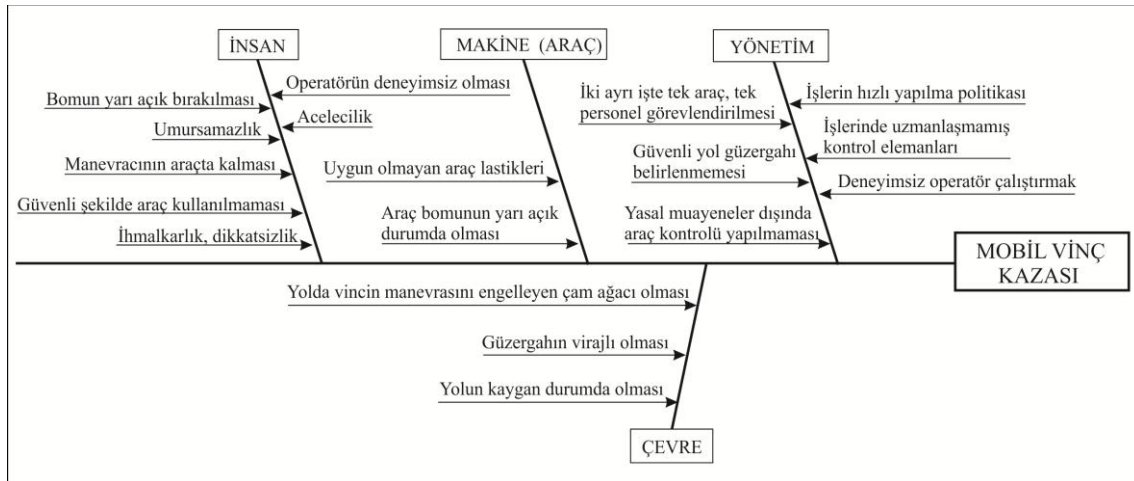 İNSAN
Operatörün deneyimsiz olması
Bomun yarı açık bırakılması
Acelecilik
Umursamazlık
Manevracının araçta kalması
Güvenli şekilde araç kullanılmaması
İhmalkarlık, dikkatsizlik
MAKİNE (ARAÇ)
Uygun olmayan araç lastikleri
Araç bomunun yarı açık
durumda olması
YÖNETİM
İki ayrı işte tek araç, tek
personel görevlendirilmesi
İşlerin hızlı yapılma politikası
İşlerinde uzmanlaşmamış
kontrol elemanları
Güvenli yol güzergahı
belirlenmemesi
Deneyimsiz operatör çalıştırmak
Yasal muayeneler dışında
araç kontrolü yapılmaması
MOBİL VİNÇ
KAZASI
Yolda vincin manevrasını engelleyen çam ağacı olması
Güzergahın virajlı olması
Yolun kaygan durumda olması
ÇEVRE